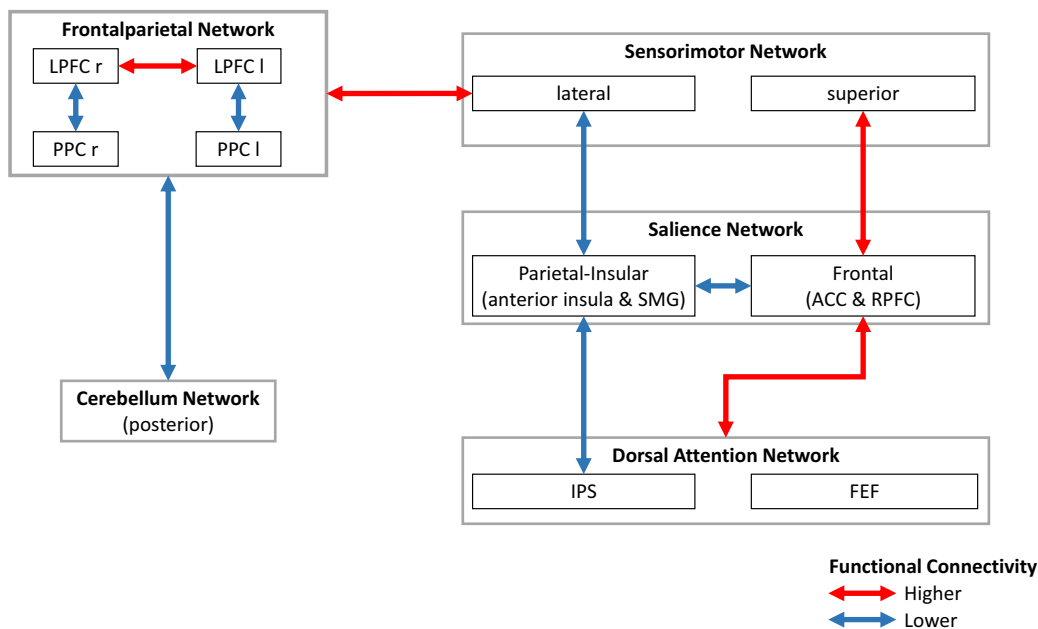 Frontalparietal Network
LPFC r
LPFC l
PPC r
PPC l
Sensorimotor Network
lateral
superior
Salience Network
Parietal-Insular
(anterior insula & SMG)
Frontal
(ACC & RPFC)
Cerebellum Network
(posterior)
Dorsal Attention Network
IPS
FEF
Functional Connectivity
Higher
Lower